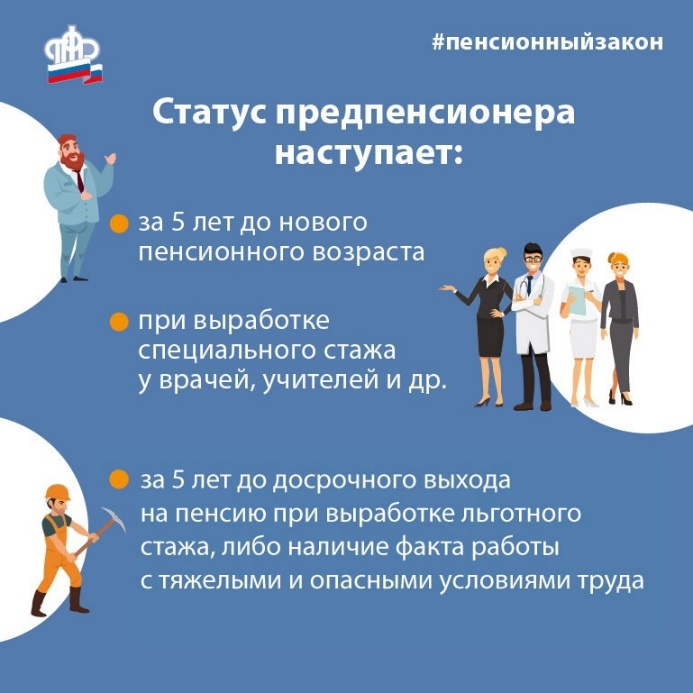 #пенсионныйзакон
Статус предпенсионера
наступает:
за 5 лет до нового
пенсионного возраста
при выработке
специального стажа
у врачей, учителей и др.
за 5 лет до досрочного выхода
на пенсию при выработке льготного
стажа, либо наличие факта работы
с тяжелыми и опасными условиями труда